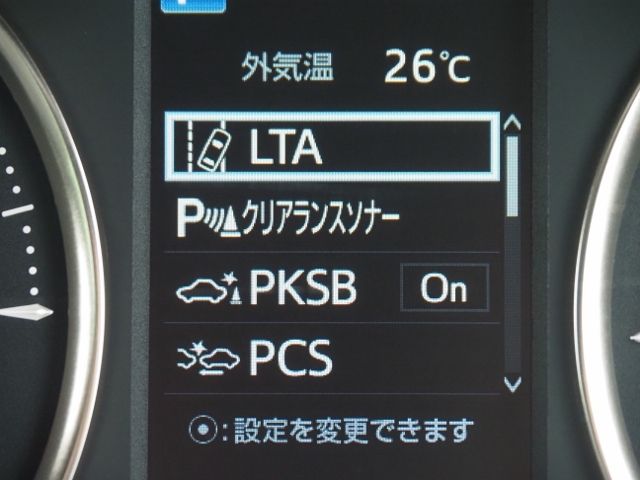 外気温 26℃
LTA
Pクリアランスソナー
PKSB On
PCS
:設定を変更できます